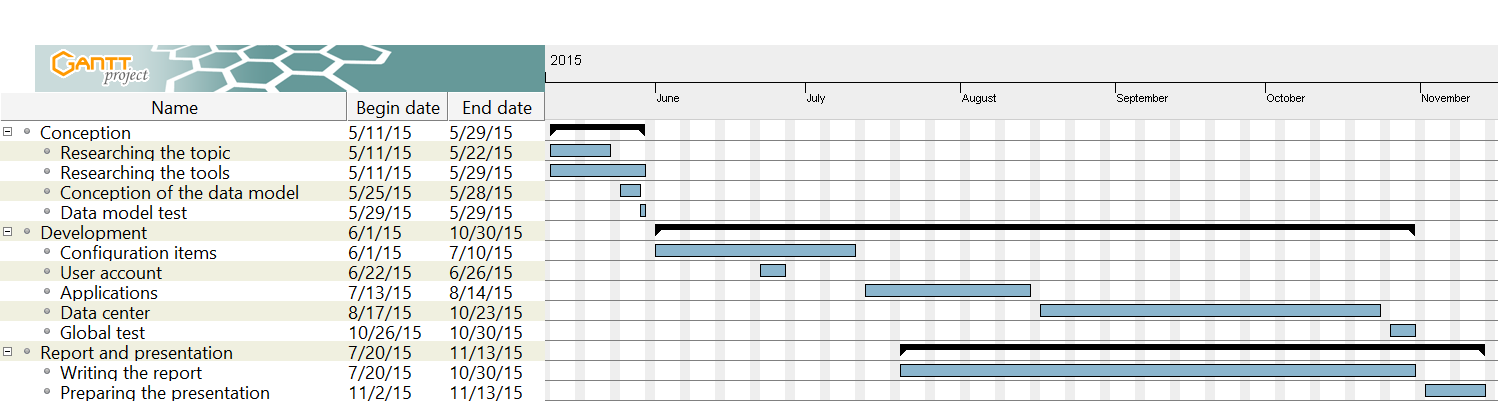 GANTT project
2015
June July August September October November
Name Begin date End date
Conception 5/11/15 5/29/15
Researching the topic 5/11/15 5/22/15
Researching the tools 5/11/15 5/29/15
Conception of the data model 5/25/15 5/28/15
Data model test 5/29/15 5/29/15
Development 6/1/15 10/30/15
Configuration items 6/1/15 7/10/15
User account 6/22/15 6/26/15
Applications 7/13/15 8/14/15
Data center 8/17/15 10/23/15
Global test 10/26/15 10/30/15
Report and presentation 7/20/15 11/13/15
Writing the report 7/20/15 10/30/15
Preparing the presentation 11/2/15 11/13/15